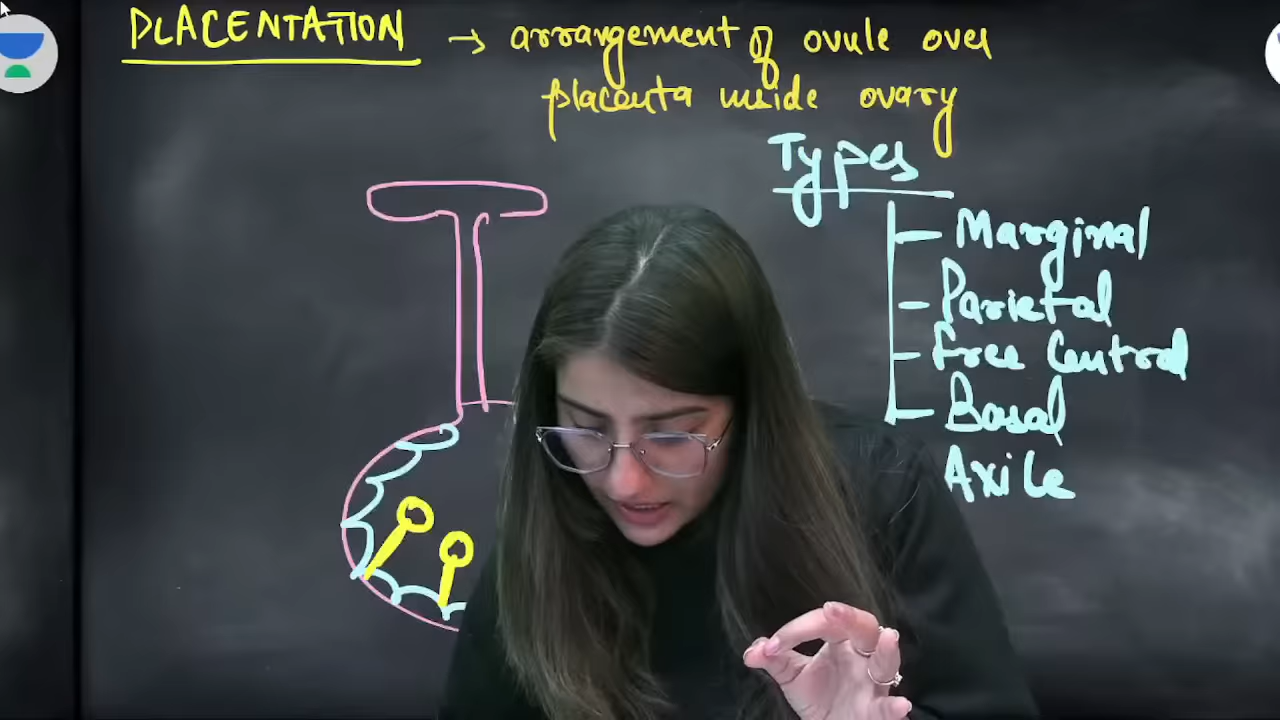 PLACENTATION → arrangement of ovule over
placenta inside ovary
Types
Marginal
Parietal
Free Central
Basal
Axile